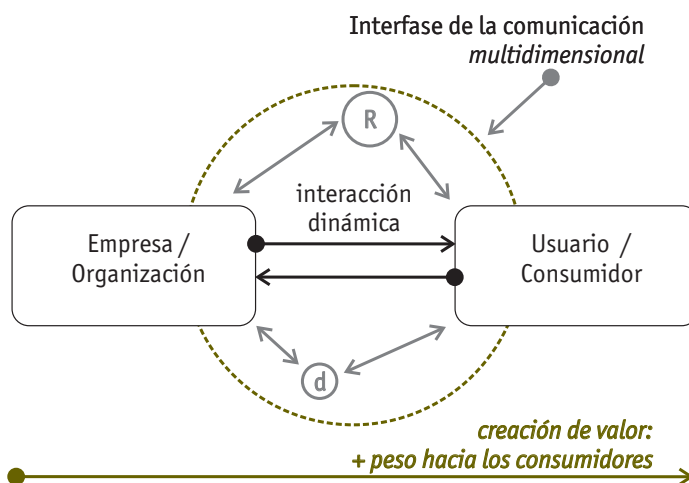 Interfase de la comunicación
multidimensional
R
interacción
dinámica
Empresa /
Organización
Usuario /
Consumidor
d
creación de valor:
+ peso hacia los consumidores